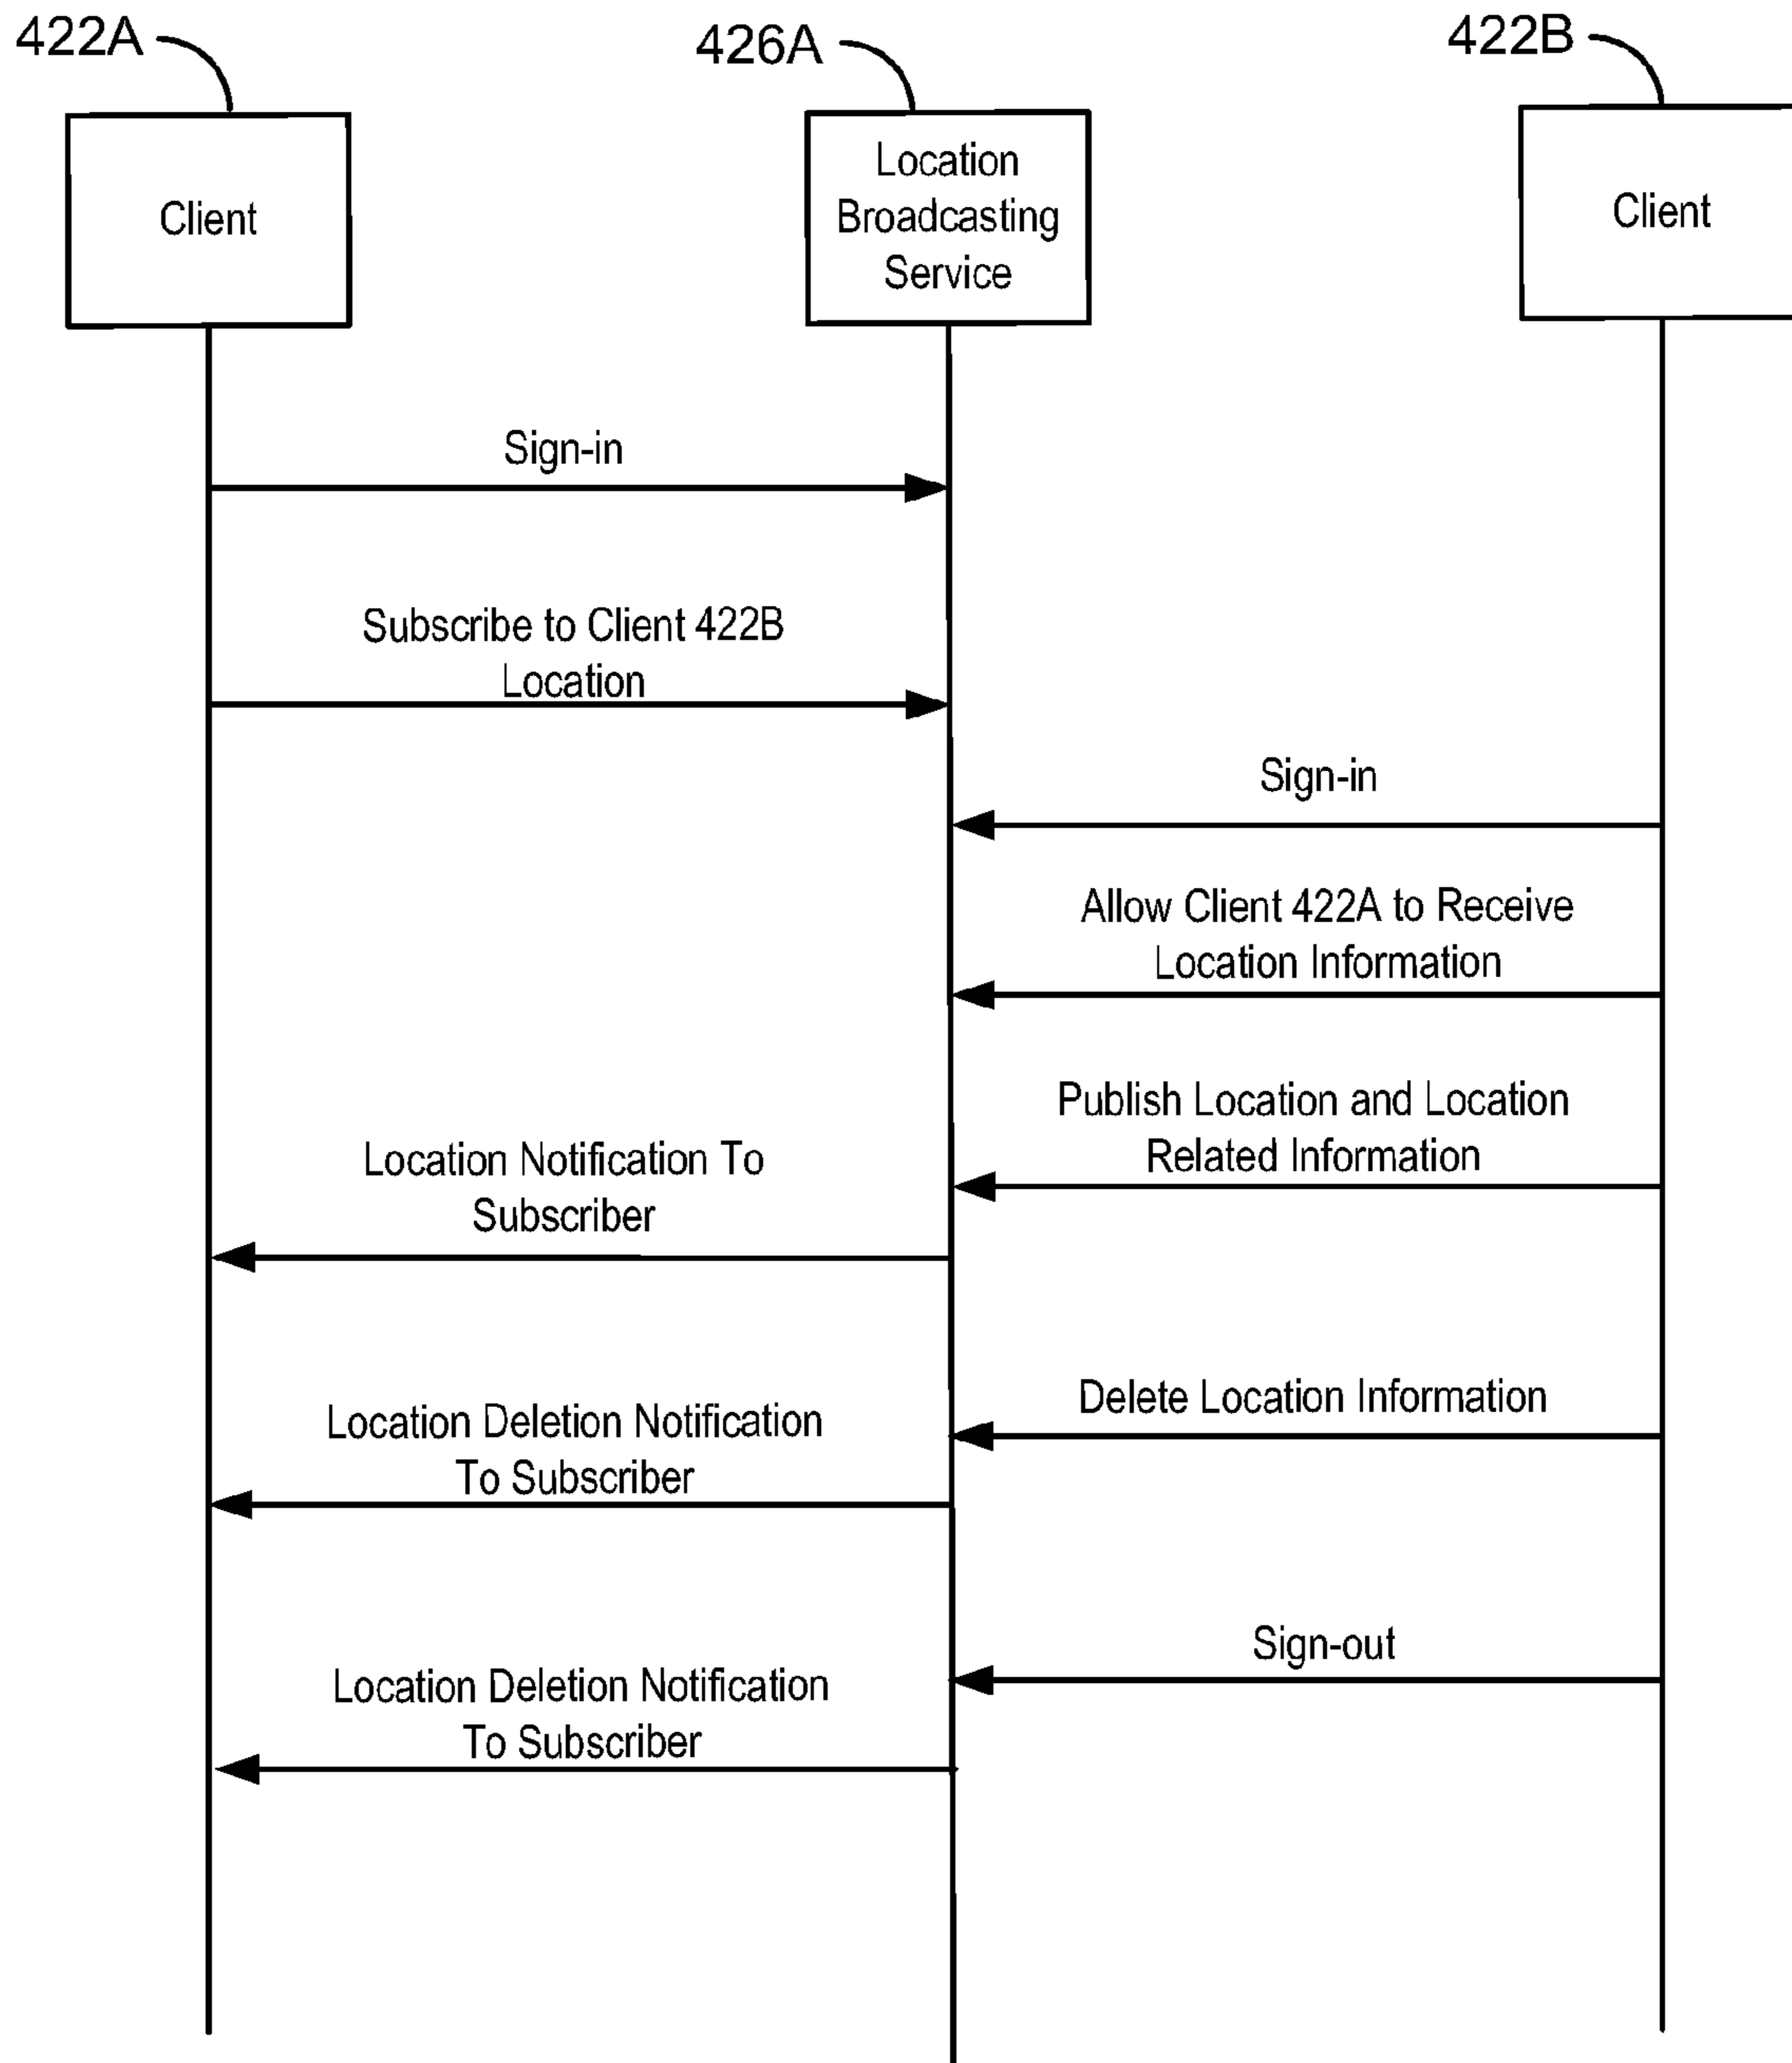 422A
426A
422B
Client
Location
Broadcasting
Service
Client
Sign-in
Subscribe to Client 422B
Location
Sign-in
Allow Client 422A to Receive
Location Information
Publish Location and Location
Related Information
Location Notification To
Subscriber
Delete Location Information
Location Deletion Notification
To Subscriber
Sign-out
Location Deletion Notification
To Subscriber